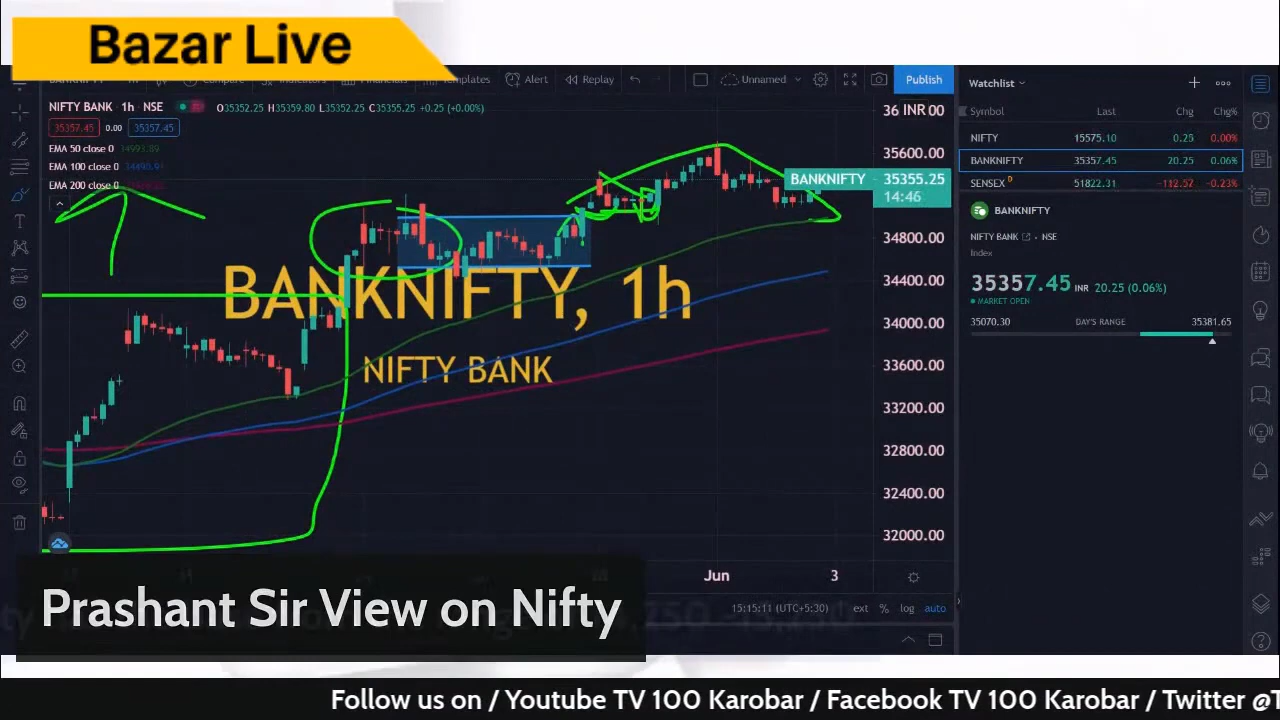 Bazar Live
Alert
Replay
Unnamed
Publish
Watchlist
NIFTY BANK · 1h · NSE
O35352.25 H35359.80 L35352.25 C35355.25 +0.25 (+0.00%)
35357.45 0.00 35357.45
EMA 50 close 0 34993.89
EMA 100 close 0
EMA 200 close 0
36 INR 00
35600.00
BANKNIFTY 35355.25
14:46
34800.00
34400.00
34000.00
33600.00
33200.00
32800.00
32400.00
32000.00
BANKNIFTY, 1h
NIFTY BANK
Jun 3
15:15:11 (UTC+5:30) ext % log auto
Symbol Last Chg Chg%
NIFTY 15575.10 0.25 0.00%
BANKNIFTY 35357.45 20.25 0.06%
SENSEX D 51822.31 -112.57 -0.23%
BANKNIFTY
NIFTY BANK · NSE
Index
35357.45 INR 20.25 (0.06%)
MARKET OPEN
35070.30 DAY'S RANGE 35381.65
Prashant Sir View on Nifty
Follow us on / Youtube TV 100 Karobar / Facebook TV 100 Karobar / Twitter @T